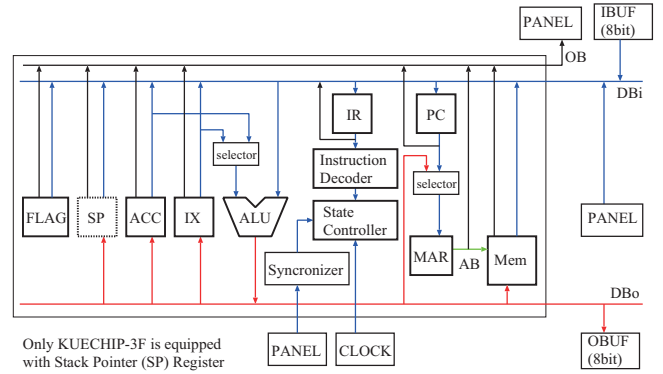 PANEL
IBUF
(8bit)
OB
DBi
IR
PC
selector
Instruction
Decoder
selector
FLAG
SP
ACC
IX
ALU
State
Controller
PANEL
MAR
AB
Mem
Syncronizer
DBo
Only KUECHIP-3F is equipped
with Stack Pointer (SP) Register
PANEL
CLOCK
OBUF
(8bit)